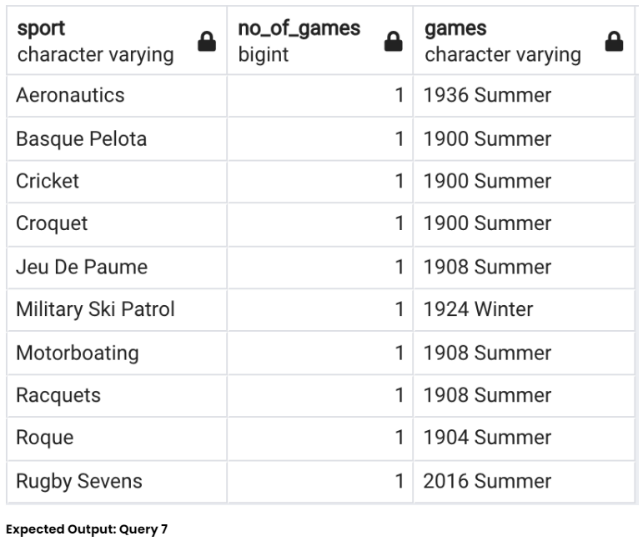 sport no_of_games games
character varying bigint character varying
Aeronautics 1 1936 Summer
Basque Pelota 1 1900 Summer
Cricket 1 1900 Summer
Croquet 1 1900 Summer
Jeu De Paume 1 1908 Summer
Military Ski Patrol 1 1924 Winter
Motorboating 1 1908 Summer
Racquets 1 1908 Summer
Roque 1 1904 Summer
Rugby Sevens 1 2016 Summer
Expected Output: Query 7